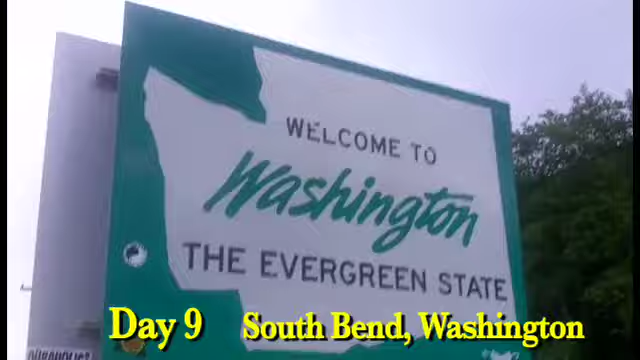 WELCOME TO
Washington
THE EVERGREEN STATE
Day 9 South Bend, Washington